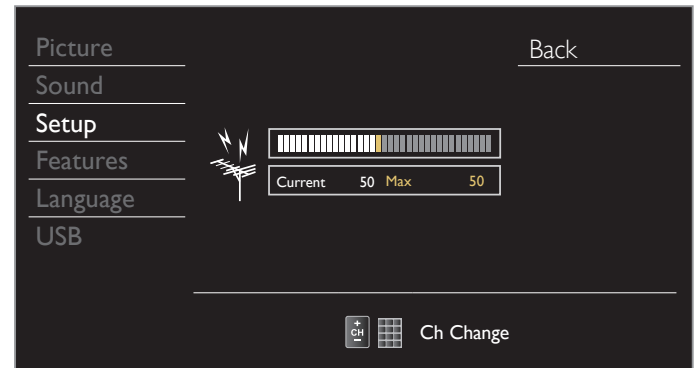 Picture
Back
Sound
Setup
Features
Current 50 Max 50
Language
USB
+
CH
−
Ch Change